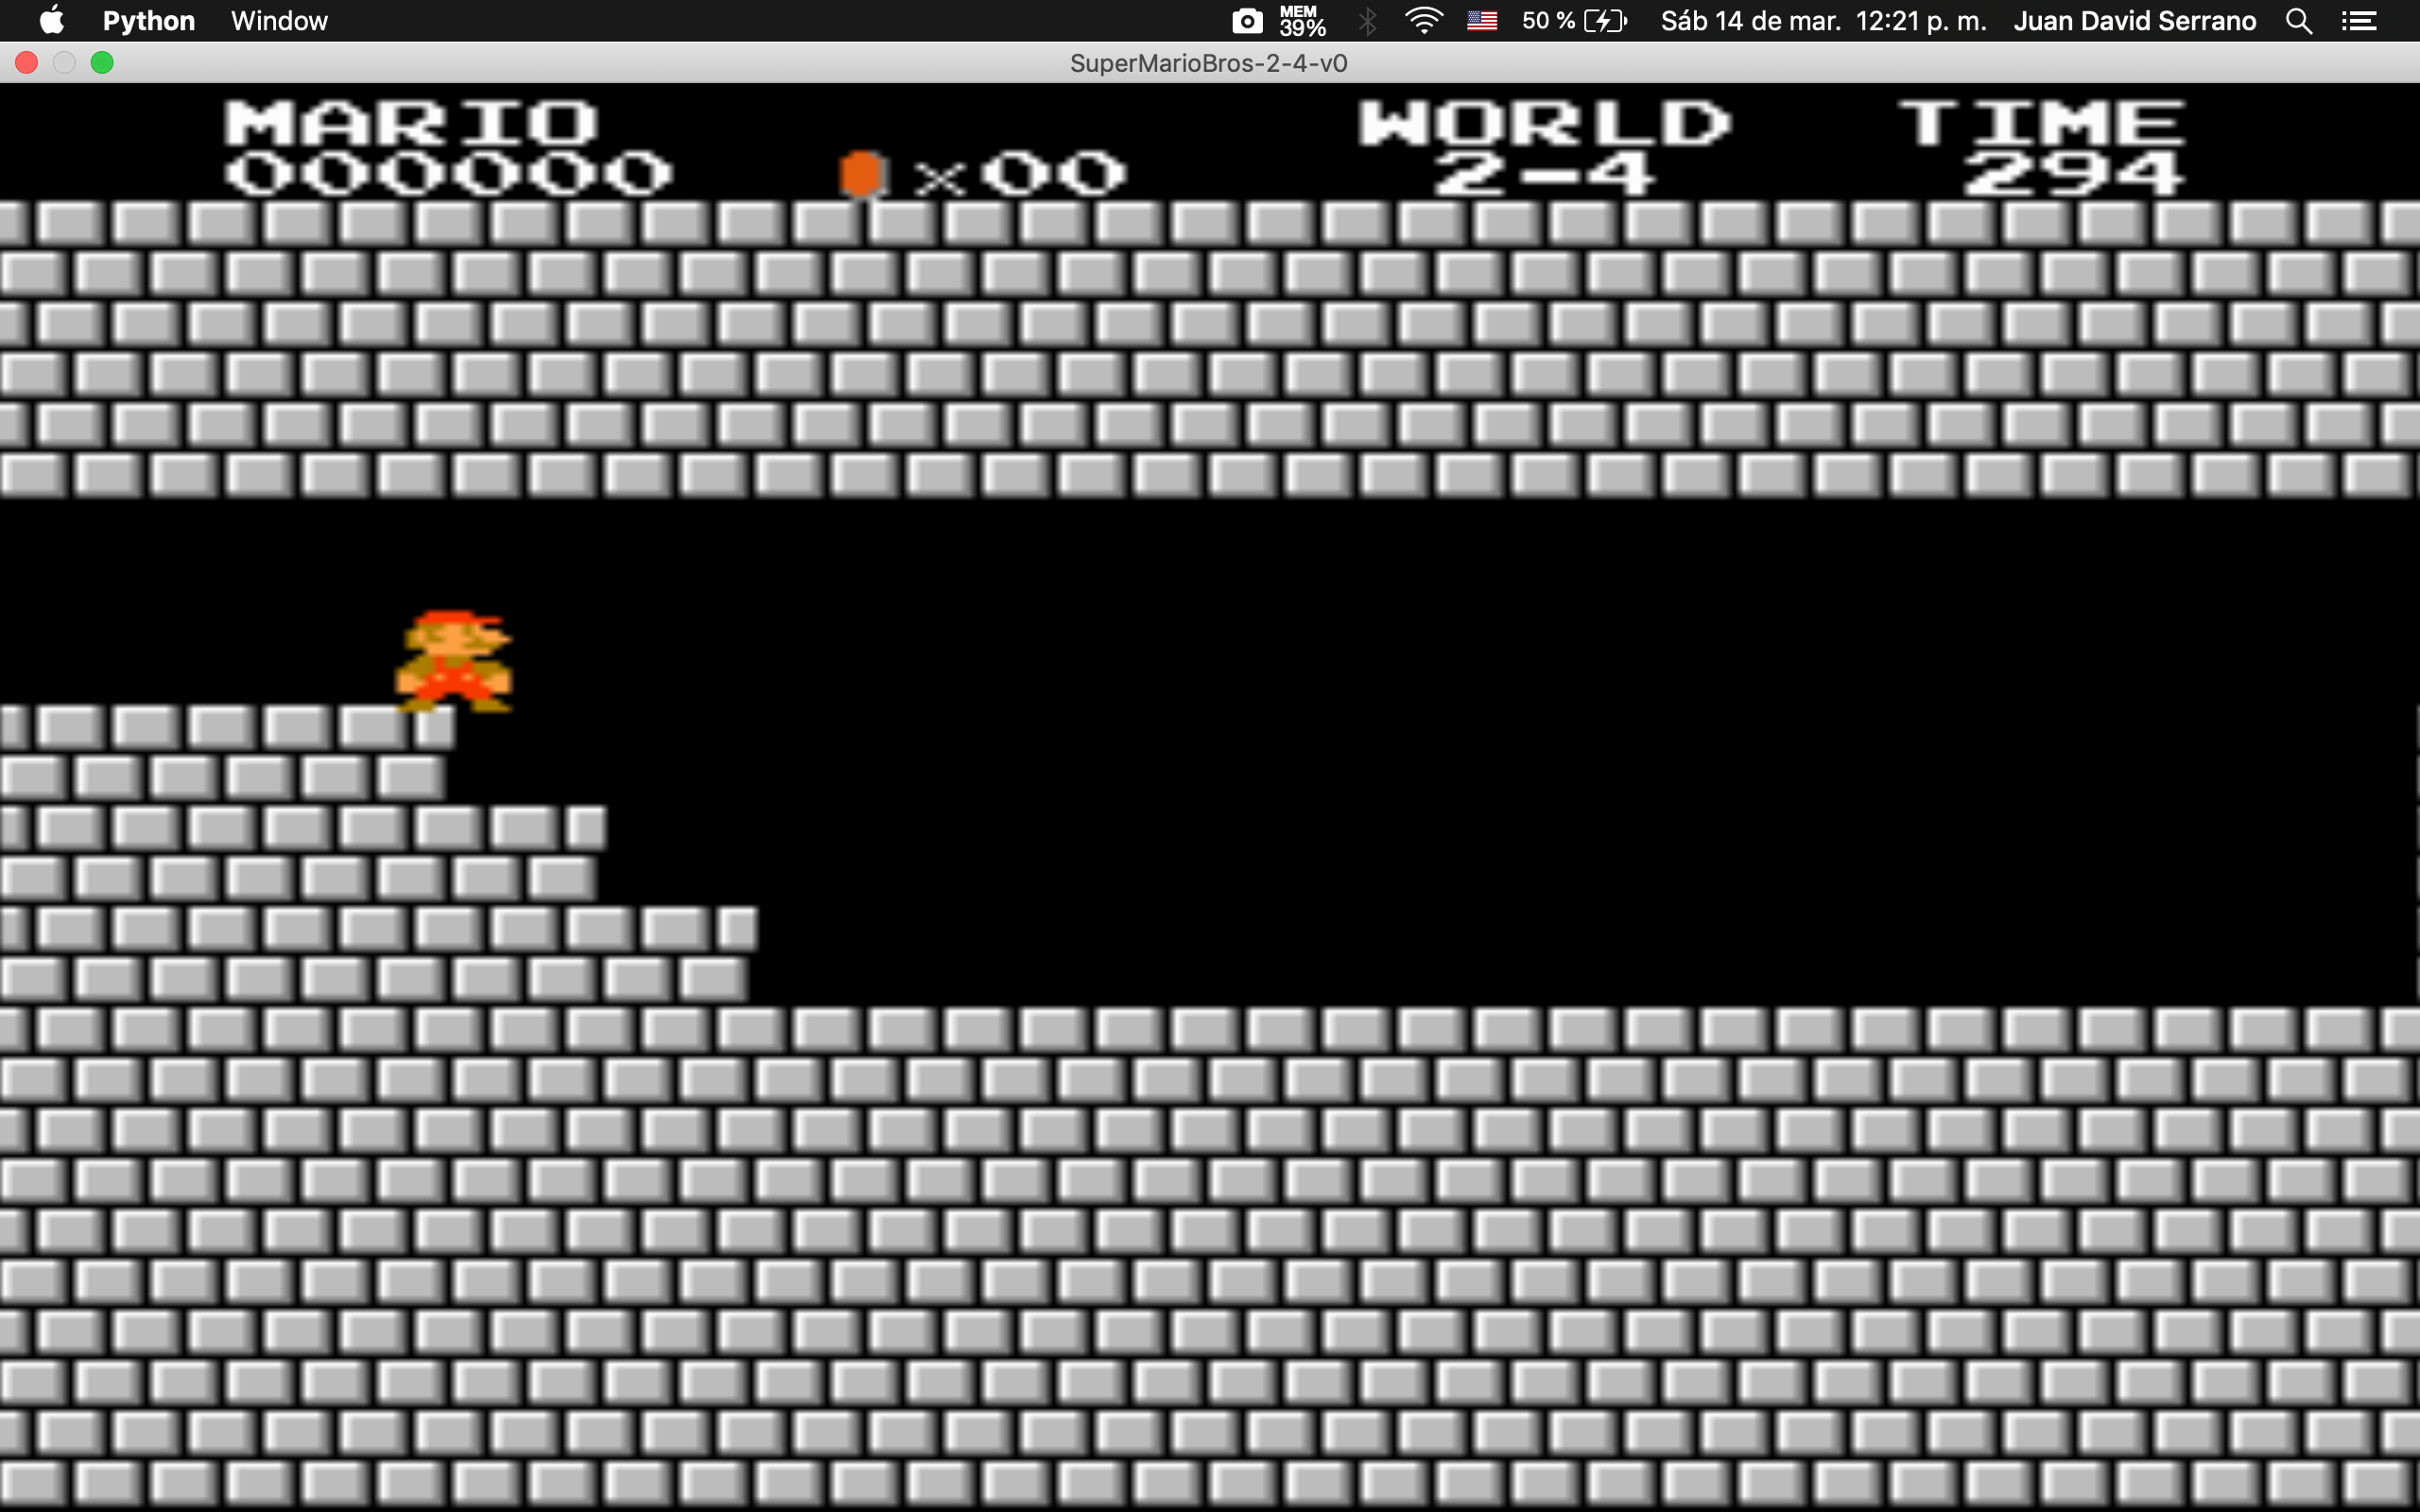 Python Window MEM 39% 50 % Sáb 14 de mar. 12:21 p. m. Juan David Serrano
SuperMarioBros-2-4-v0
MARIO WORLD TIME
000000 ×00 2-4 294